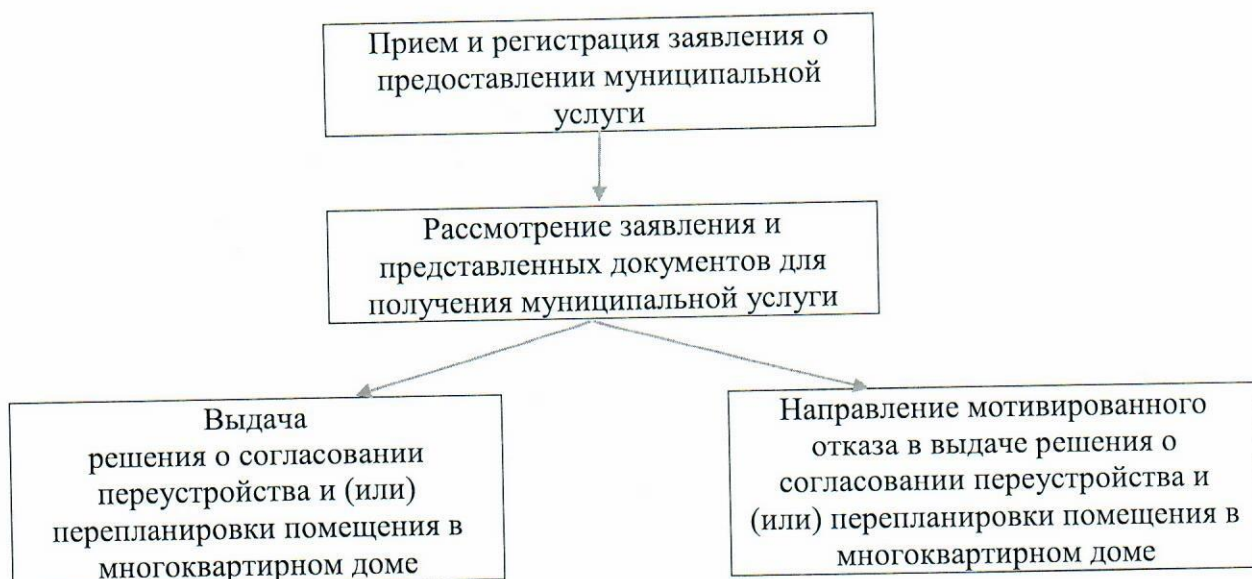 Прием и регистрация заявления о
предоставлении муниципальной
услуги
Рассмотрение заявления и
представленных документов для
получения муниципальной услуги
Выдача
решения о согласовании
переустройства и (или)
перепланировки помещения в
многоквартирном доме
Направление мотивированного
отказа в выдаче решения о
согласовании переустройства и
(или) перепланировки помещения в
многоквартирном доме